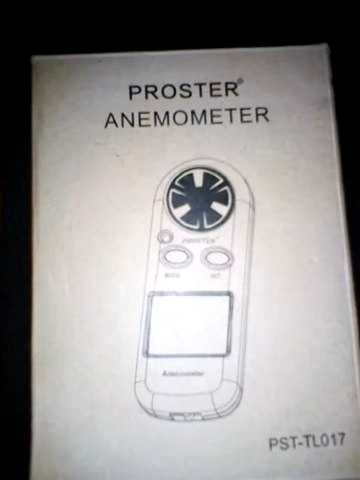 PROSTER®
ANEMOMETER
PROSTER®
MODE SET
Anemometer
PST-TL017